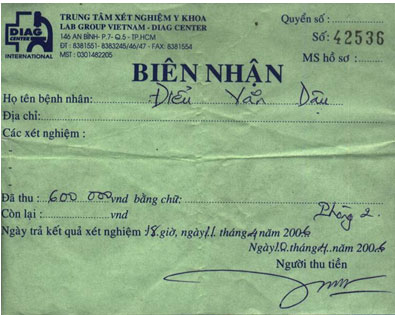 DIAG
CENTER
INTERNATIONAL
TRUNG TÂM XÉT NGHIỆM Y KHOA
LAB GROUP VIETNAM - DIAG CENTER
146 AN BÌNH- P.7- Q.5 - TP.HCM
ĐT : 8381551- 8383245/46/47 - FAX: 8381554
MST : 0301482205
Quyển số :
Số: 42536
MS hồ sơ :
BIÊN NHẬN
Họ tên bệnh nhân: Điểu Văn Dậu
Địa chỉ:
Các xét nghiệm :
Đã thu : 600 000 vnd bằng chữ:
Còn lại : vnd Phòng 2.
Ngày trả kết quả xét nghiệm 18 giờ, ngày 11 tháng 4 năm 2006
Ngày 10 tháng 4 năm 2006
Người thu tiền